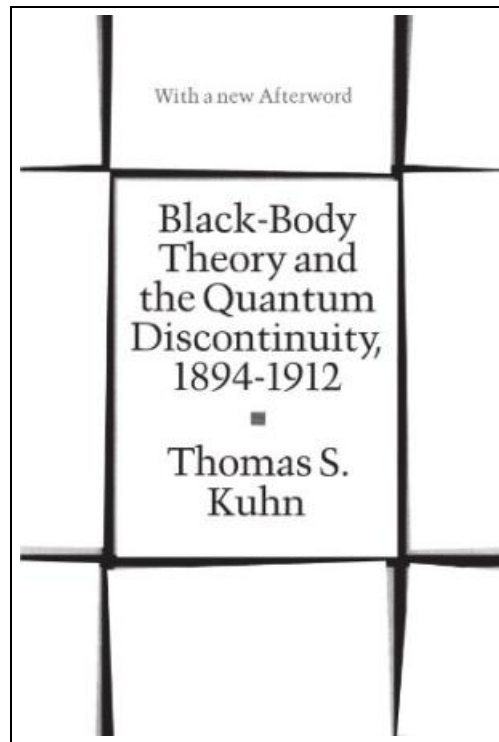 With a new Afterword
Black-Body
Theory and
the Quantum
Discontinuity,
1894-1912
Thomas S.
Kuhn